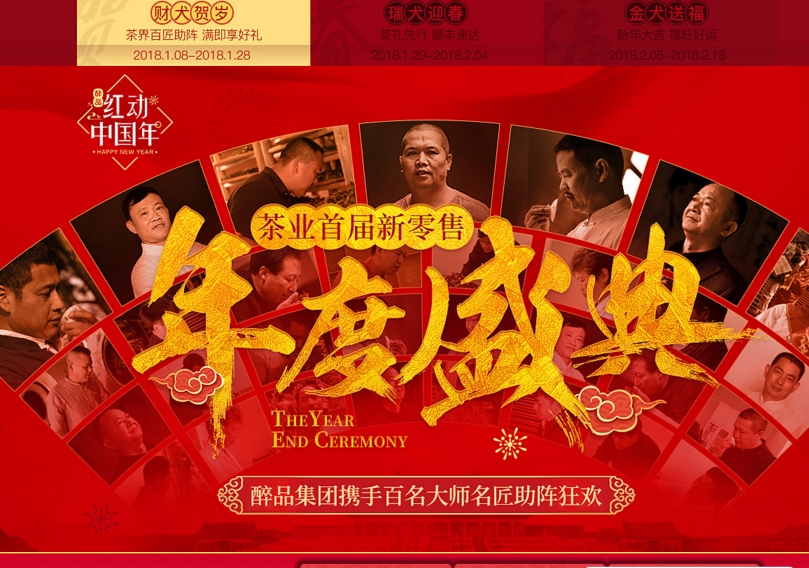 财犬贺岁
茶界百匠助阵 满即享好礼
2018.1.08-2018.1.28
瑞犬迎春
茶礼先行 顺丰速达
2018.1.29-2018.2.04
金犬送福
新年大吉 福旺好运
2018.2.05-2018.2.18
醉品
红动
中国年
HAPPY NEW YEAR
茶业首届新零售
年度盛典
THE YEAR
END CEREMONY
醉品集团携手百名大师名匠助阵狂欢